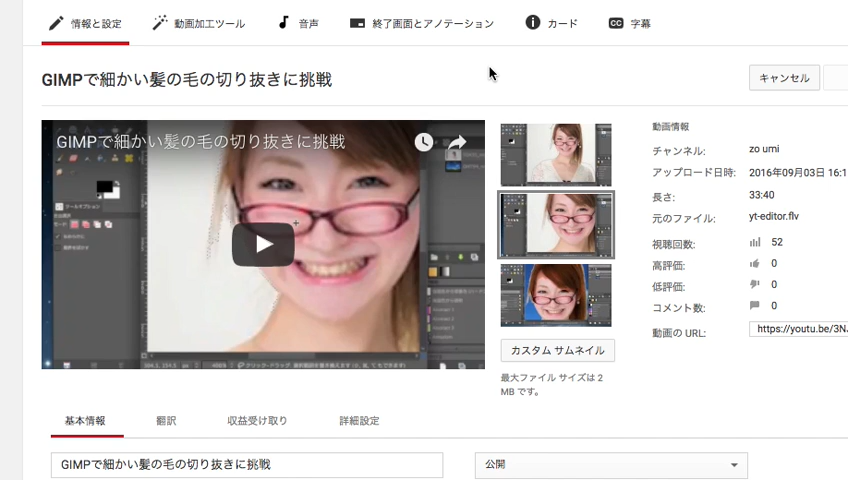 情報と設定
動画加工ツール
音声
終了画面とアノテーション
カード
CC 字幕
GIMPで細かい髪の毛の切り抜きに挑戦
キャンセル
GIMPで細かい髪の毛の切り抜きに挑戦
動画情報
チャンネル: zo umi
アップロード日時: 2016年09月03日 16:1
長さ: 33:40
元のファイル: yt-editor.flv
視聴回数: 52
高評価: 0
低評価: 0
コメント数: 0
動画の URL: https://youtu.be/3N
カスタム サムネイル
最大ファイル サイズは 2
MB です。
基本情報
翻訳
収益受け取り
詳細設定
GIMPで細かい髪の毛の切り抜きに挑戦
公開